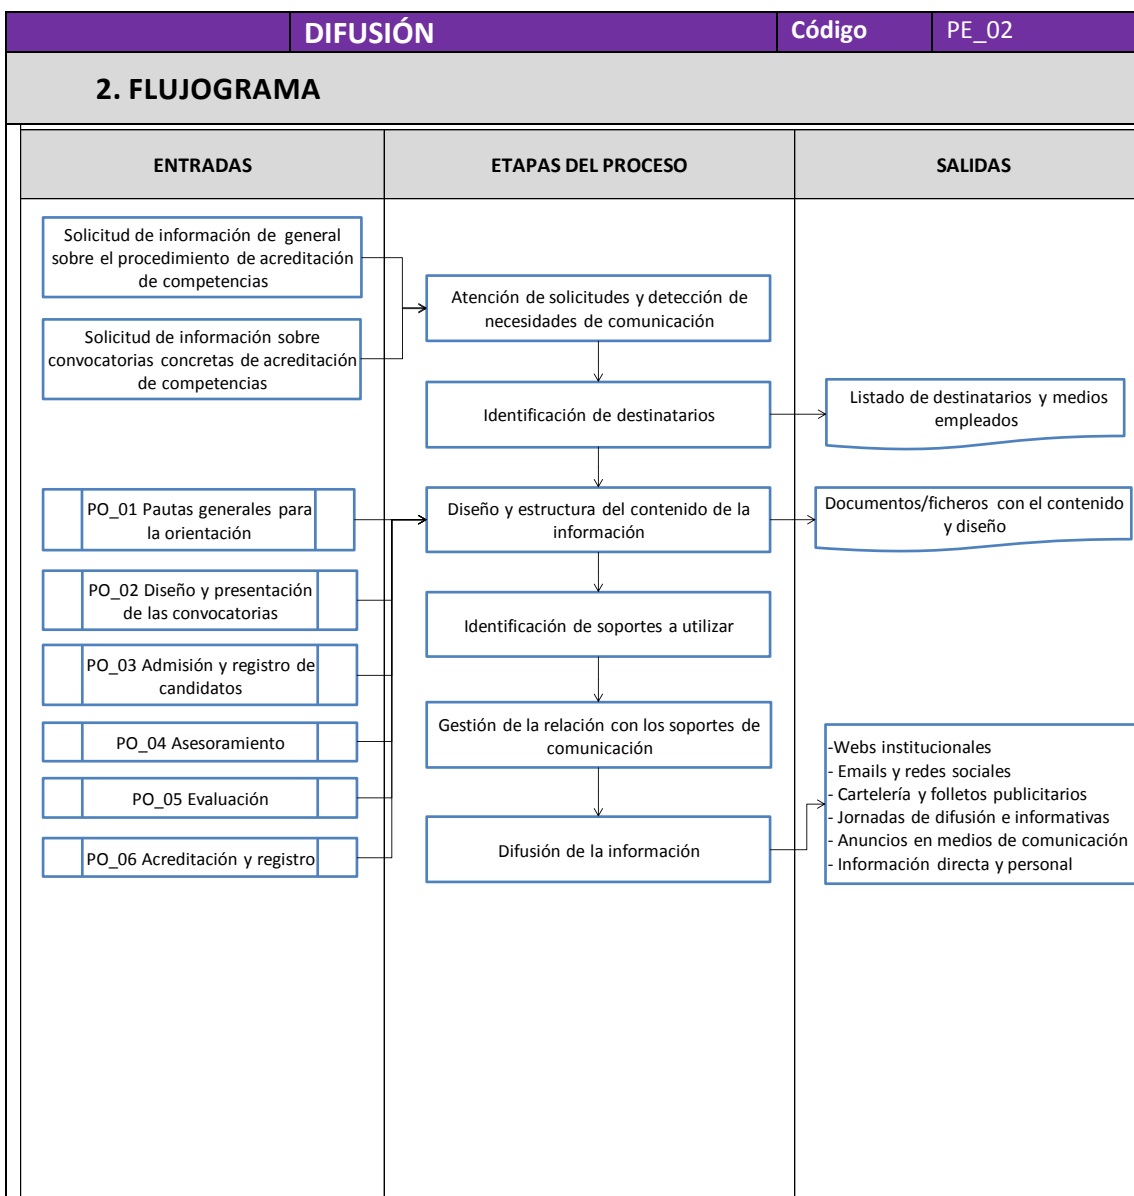 DIFUSIÓN
Código
PE_02
2. FLUJOGRAMA
ENTRADAS
ETAPAS DEL PROCESO
SALIDAS
Solicitud de información de general
sobre el procedimiento de acreditación
de competencias
Solicitud de información sobre
convocatorias concretas de acreditación
de competencias
PO_01 Pautas generales para
la orientación
PO_02 Diseño y presentación
de las convocatorias
PO_03 Admisión y registro de
candidatos
PO_04 Asesoramiento
PO_05 Evaluación
PO_06 Acreditación y registro
Atención de solicitudes y detección de
necesidades de comunicación
Identificación de destinatarios
Diseño y estructura del contenido de la
información
Identificación de soportes a utilizar
Gestión de la relación con los soportes de
comunicación
Difusión de la información
Listado de destinatarios y medios
empleados
Documentos/ficheros con el contenido
y diseño
-Webs institucionales
- Emails y redes sociales
- Cartelería y folletos publicitarios
- Jornadas de difusión e informativas
- Anuncios en medios de comunicación
- Información directa y personal